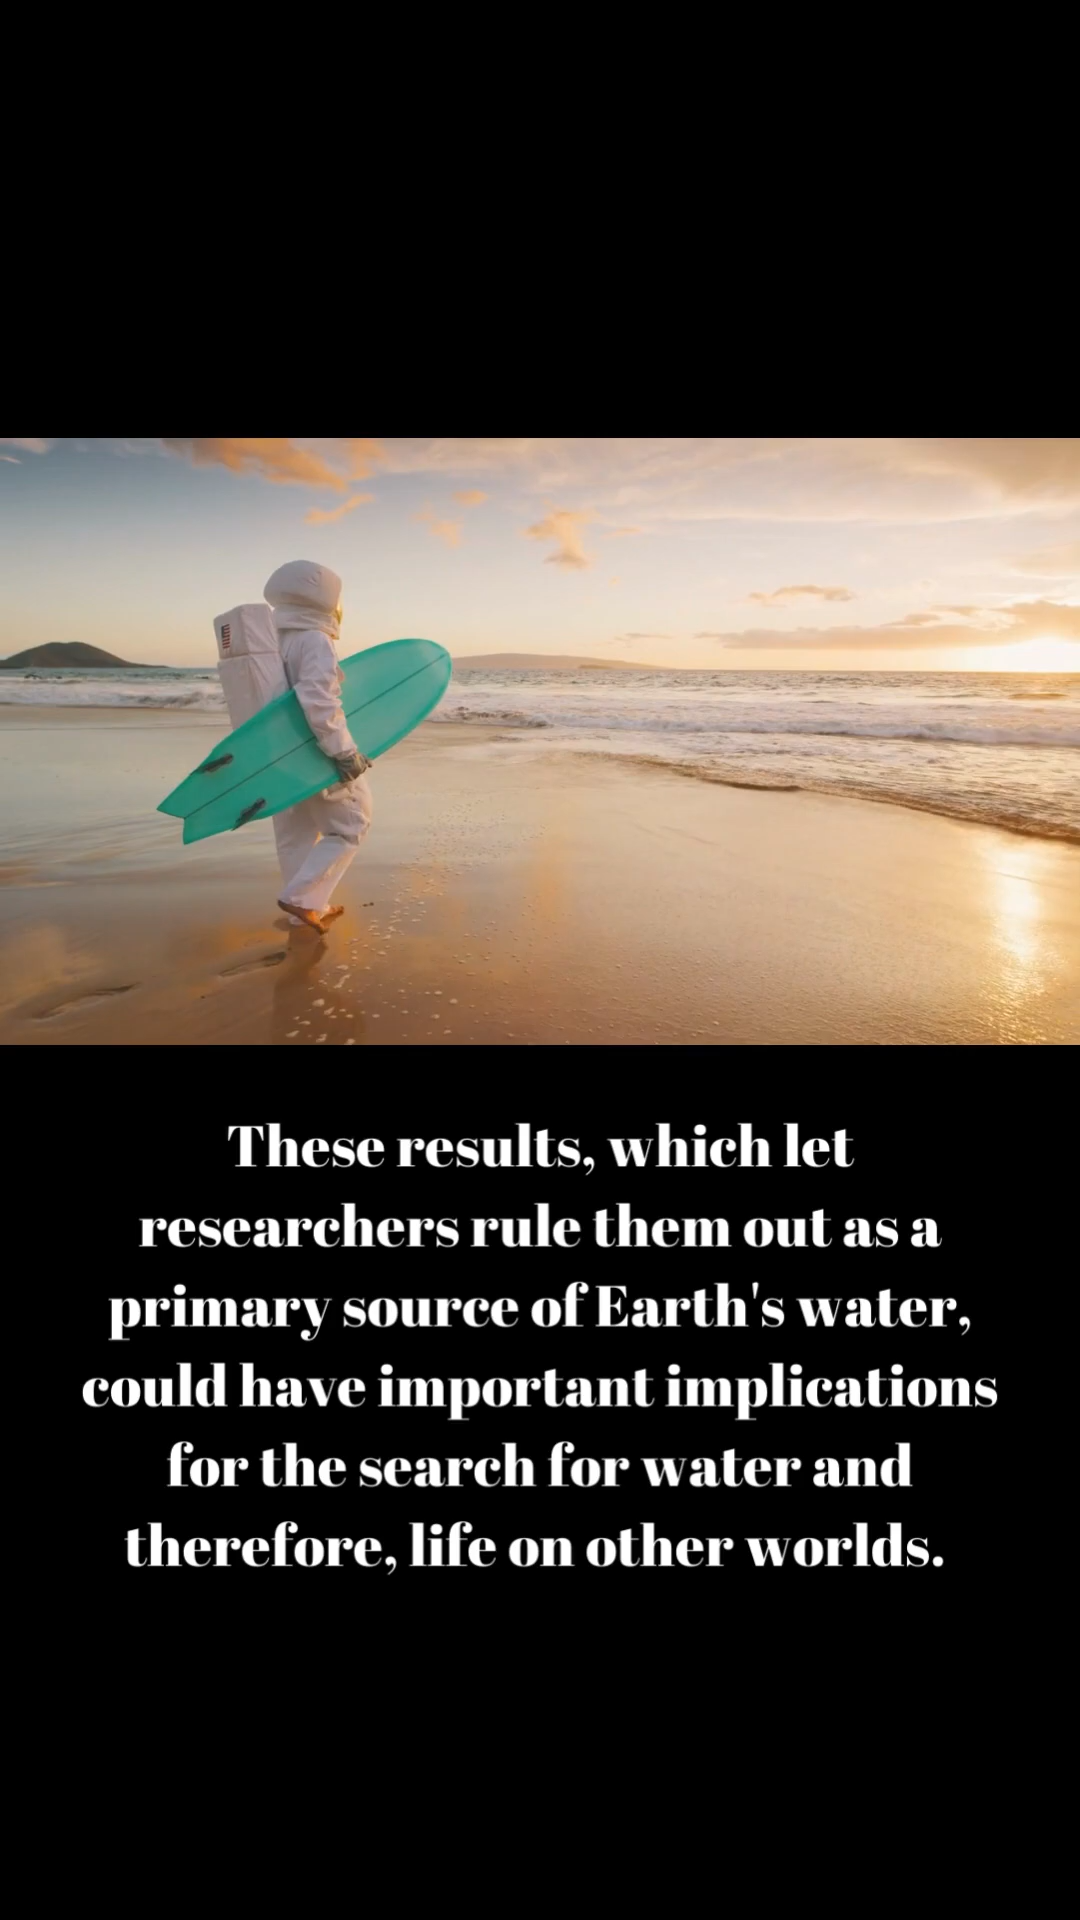 These results, which let
researchers rule them out as a
primary source of Earth's water,
could have important implications
for the search for water and
therefore, life on other worlds.